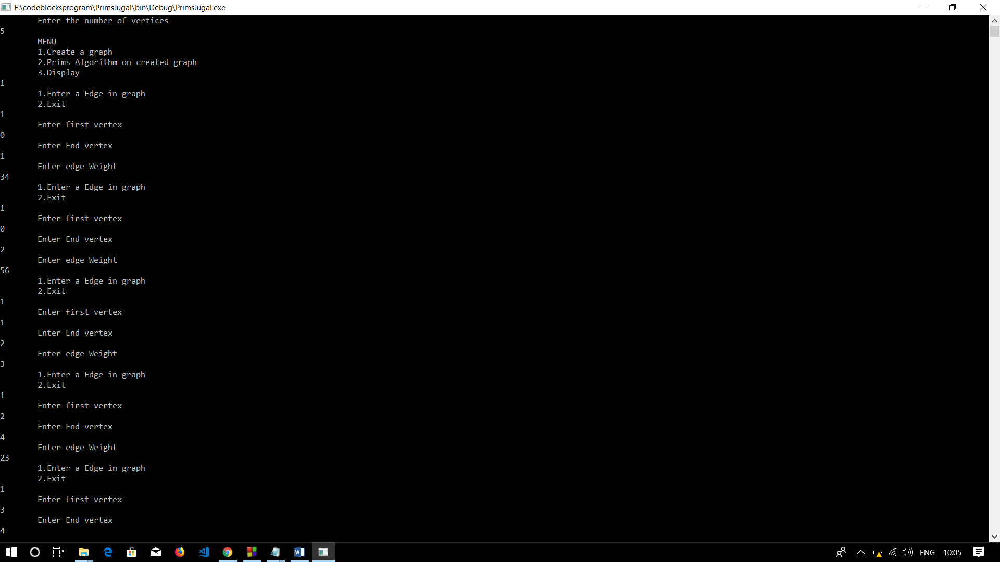 E:\codeblocksprogram\PrimsJugal\bin\Debug\PrimsJugal.exe
Enter the number of vertices
5
MENU
1.Create a graph
2.Prims Algorithm on created graph
3.Display
1
1.Enter a Edge in graph
2.Exit
1
Enter first vertex
0
Enter End vertex
1
Enter edge Weight
34
1.Enter a Edge in graph
2.Exit
1
Enter first vertex
0
Enter End vertex
2
Enter edge Weight
56
1.Enter a Edge in graph
2.Exit
1
Enter first vertex
1
Enter End vertex
2
Enter edge Weight
3
1.Enter a Edge in graph
2.Exit
1
Enter first vertex
2
Enter End vertex
4
Enter edge Weight
23
1.Enter a Edge in graph
2.Exit
1
Enter first vertex
3
Enter End vertex
4
ENG 10:05